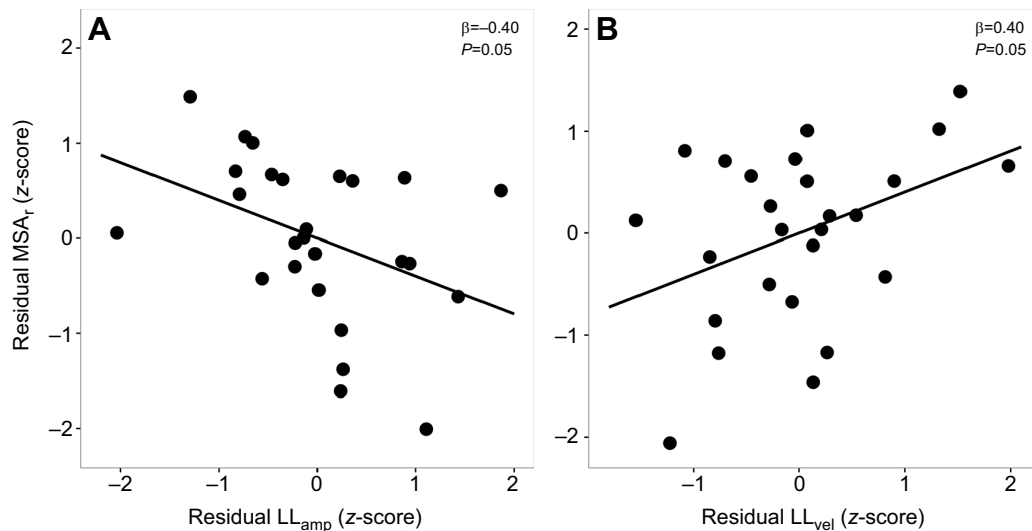 A
β=–0.40
P=0.05
2
1
0
–1
–2
–2
–1
0
1
2
Residual MSAr (z-score)
Residual LLamp (z-score)
B
β=0.40
P=0.05
2
1
0
–1
–2
–1
0
1
2
Residual LLvel (z-score)